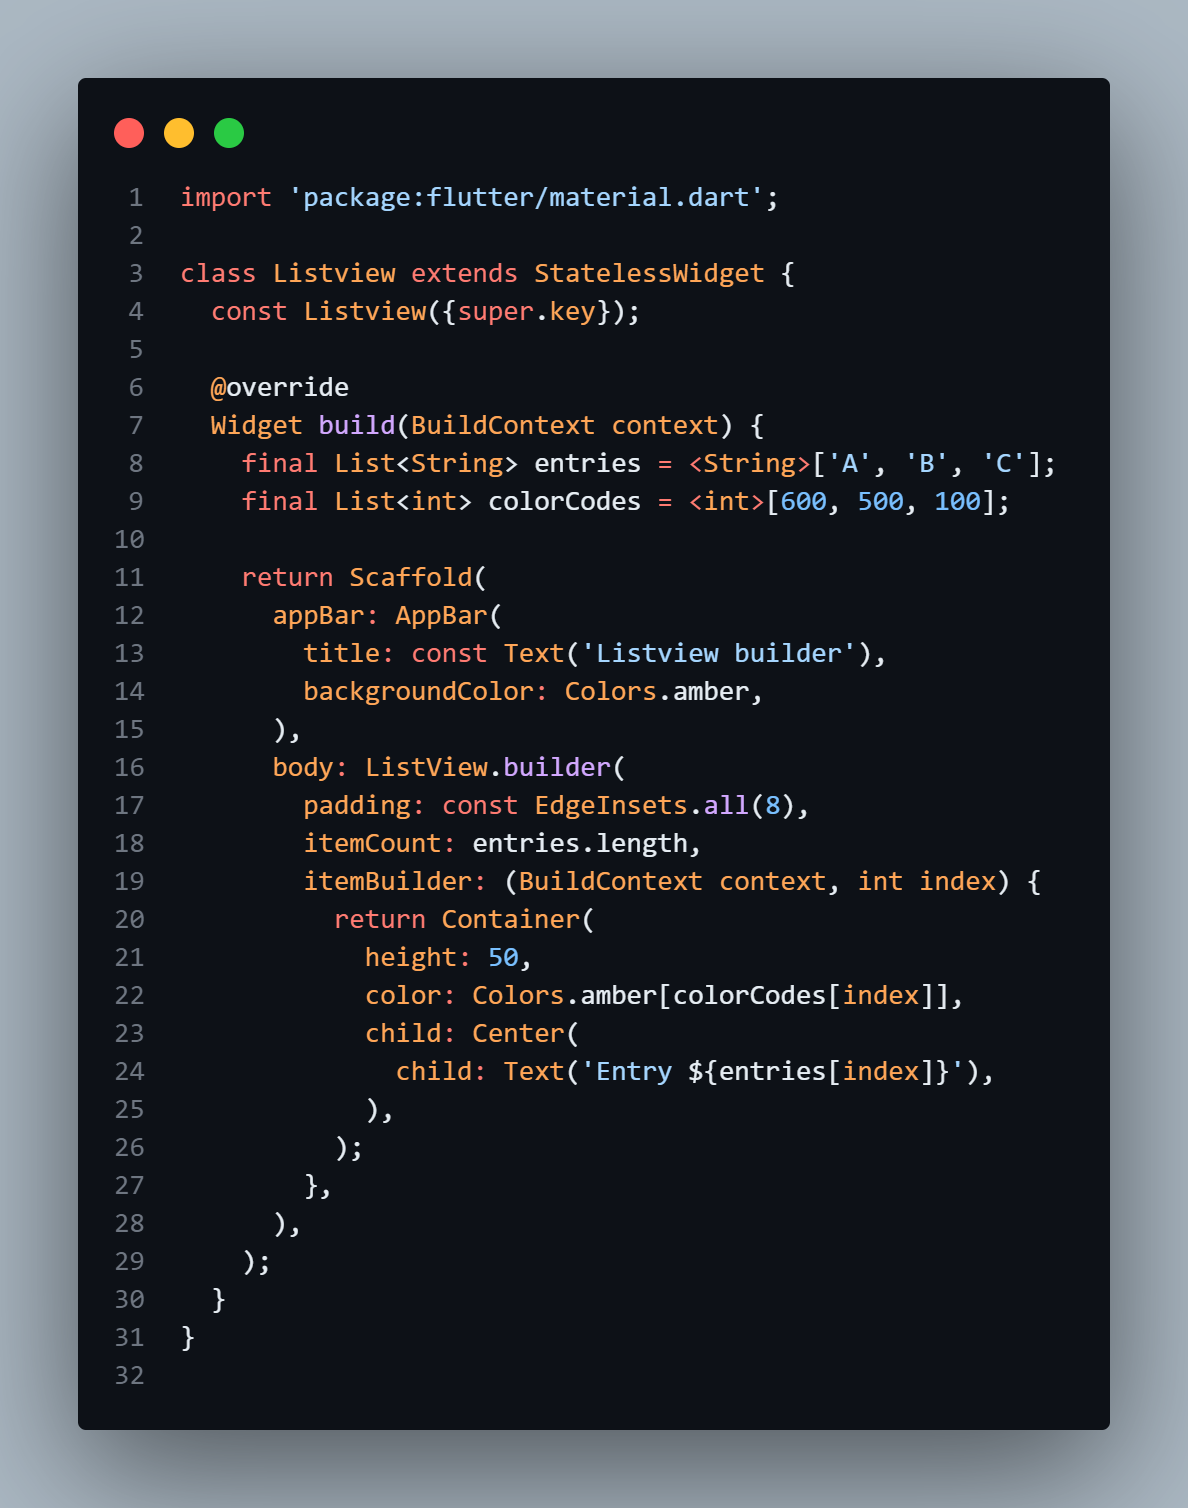 1 import 'package:flutter/material.dart';
2
3 class Listview extends StatelessWidget {
4   const Listview({super.key});
5
6   @override
7   Widget build(BuildContext context) {
8     final List<String> entries = <String>['A', 'B', 'C'];
9     final List<int> colorCodes = <int>[600, 500, 100];
10
11     return Scaffold(
12       appBar: AppBar(
13         title: const Text('Listview builder'),
14         backgroundColor: Colors.amber,
15       ),
16       body: ListView.builder(
17         padding: const EdgeInsets.all(8),
18         itemCount: entries.length,
19         itemBuilder: (BuildContext context, int index) {
20           return Container(
21             height: 50,
22             color: Colors.amber[colorCodes[index]],
23             child: Center(
24               child: Text('Entry ${entries[index]}'),
25             ),
26           );
27         },
28       ),
29     );
30   }
31 }
32